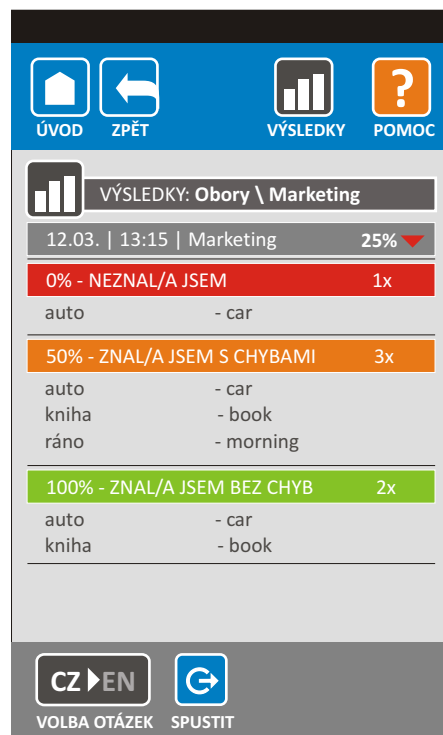 ?
ÚVOD ZPĚT VÝSLEDKY POMOC
VÝSLEDKY: Obory \ Marketing
12.03. | 13:15 | Marketing 25%
0% - NEZNAL/A JSEM 1x
auto - car
50% - ZNAL/A JSEM S CHYBAMI 3x
auto - car
kniha - book
ráno - morning
100% - ZNAL/A JSEM BEZ CHYB 2x
auto - car
kniha - book
CZ EN
VOLBA OTÁZEK SPUSTIT